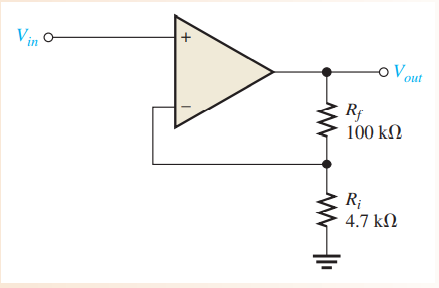 Vin
+
Vout
−
Rf
100 kΩ
Ri
4.7 kΩ